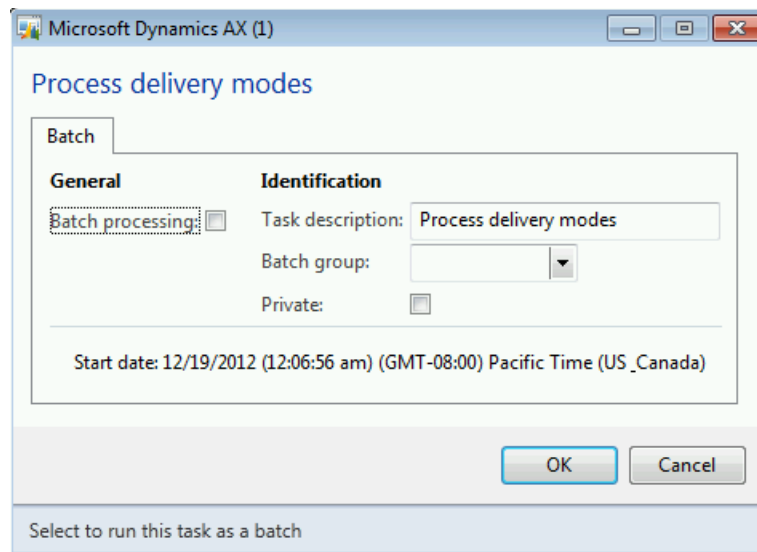 Microsoft Dynamics AX (1)
Process delivery modes
Batch
General
Identification
Batch processing:
Task description: Process delivery modes
Batch group:
Private:
Start date: 12/19/2012 (12:06:56 am) (GMT-08:00) Pacific Time (US _Canada)
OK
Cancel
Select to run this task as a batch